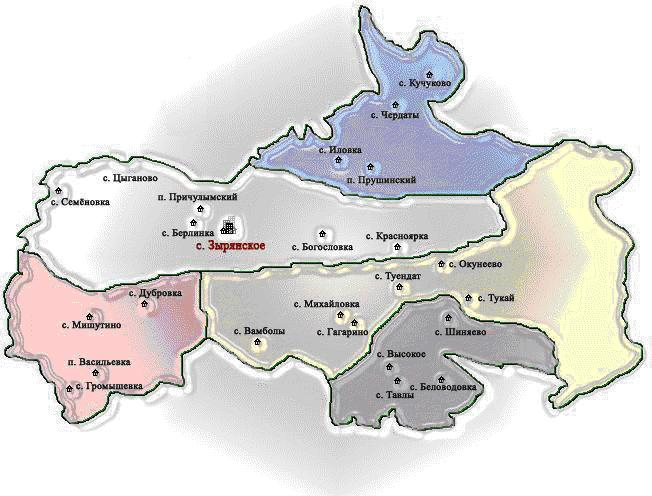 с. Кучуково
с. Чердаты
с. Иловка
п. Прушинский
с. Цыганово
с. Семёновка
п. Причулымский
с. Берлинка
с. Зырянское
с. Богословка
с. Красноярка
с. Окунеево
с. Туендат
с. Тукай
с. Дубровка
с. Мишутино
с. Михайловка
с. Гагарино
с. Вамболы
с. Шиняево
п. Васильевка
с. Громышевка
с. Высокое
с. Беловодовка
с. Тавлы